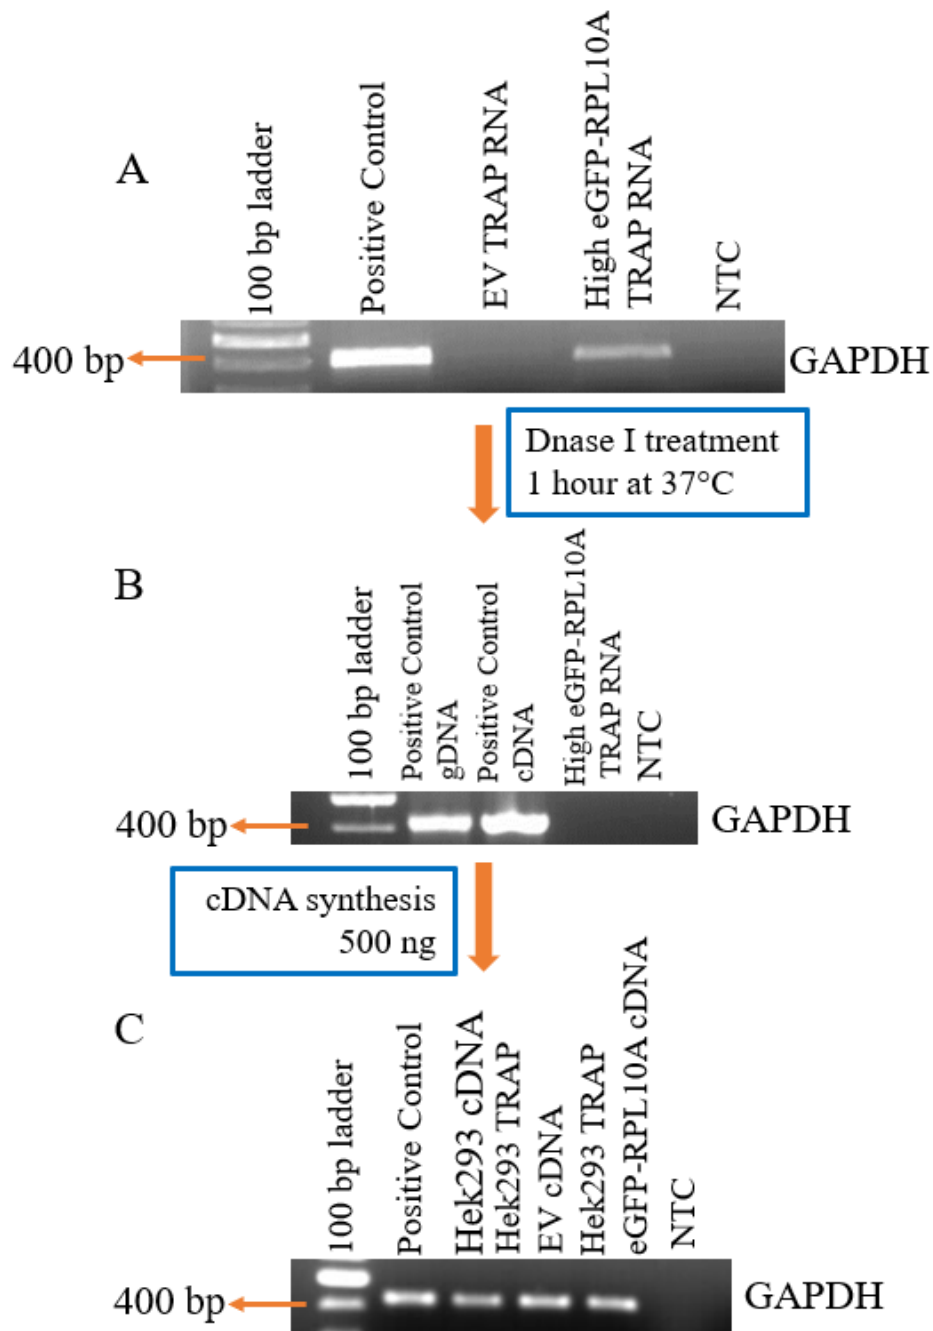 A
100 bp ladder
Positive Control
EV TRAP RNA
High eGFP-RPL10A
TRAP RNA
NTC
400 bp
GAPDH
Dnase I treatment
1 hour at 37°C
B
100 bp ladder
Positive Control
gDNA
Positive Control
cDNA
High eGFP-RPL10A
TRAP RNA
NTC
400 bp
GAPDH
cDNA synthesis
500 ng
C
100 bp ladder
Positive Control
Hek293 cDNA
Hek293 TRAP
EV cDNA
Hek293 TRAP
eGFP-RPL10A cDNA
NTC
400 bp
GAPDH